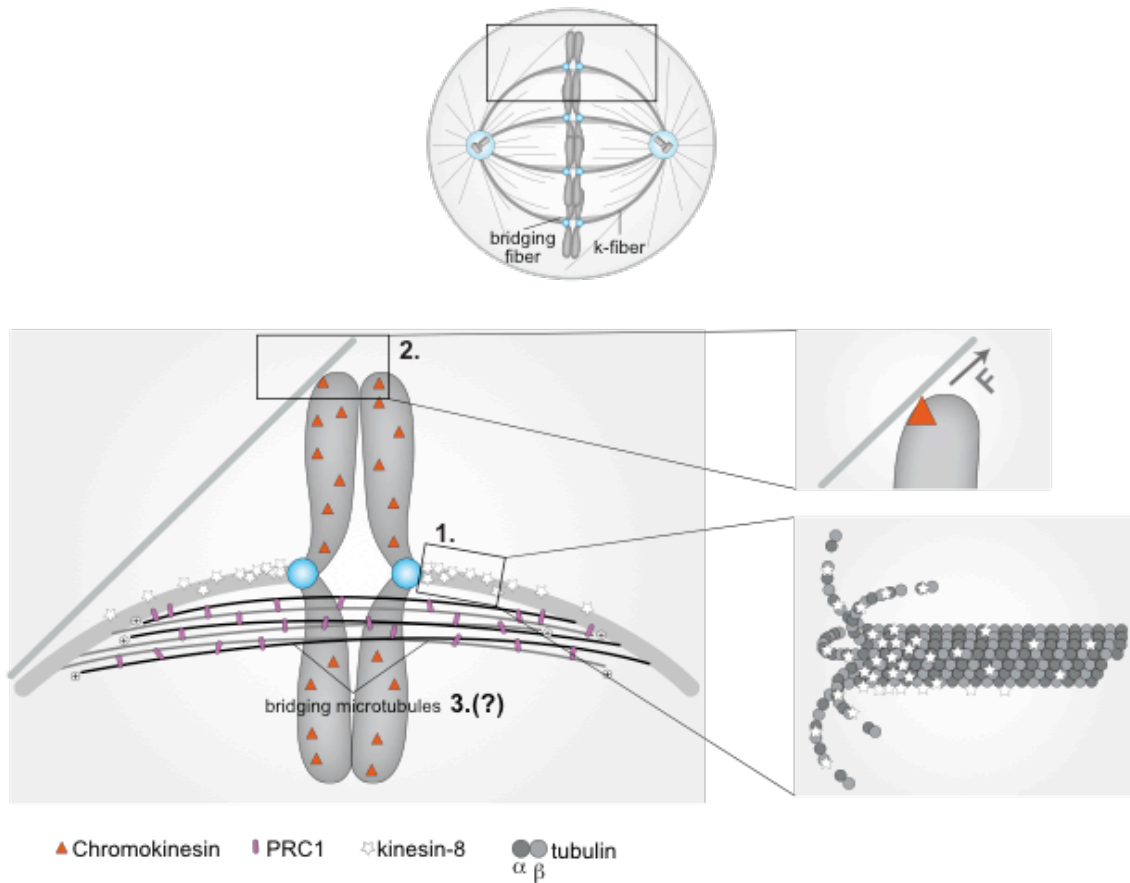 bridging
fiber
k-fiber
2.
F
1.
bridging microtubules 3.(?)
Chromokinesin PRC1 kinesin-8 tubulin
α β